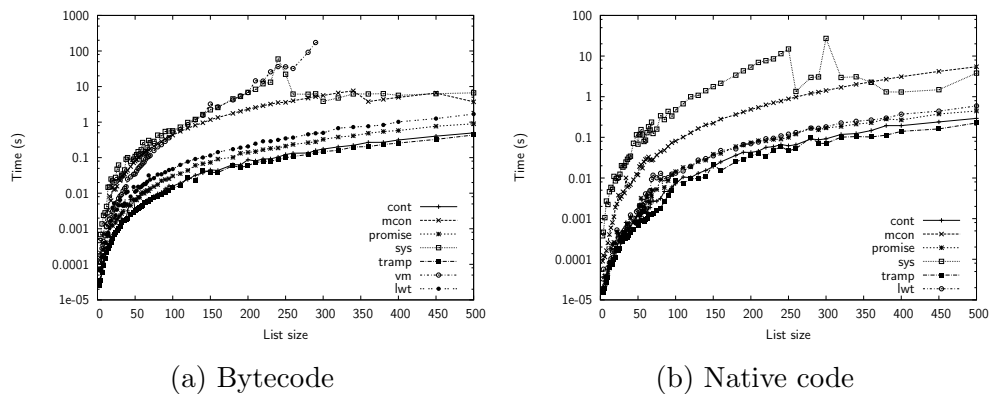 1000
100
10
1
0.1
0.01
0.001
0.0001
1e-05
Time (s)
0 50 100 150 200 250 300 350 400 450 500
List size
cont
mcon
promise
sys
tramp
vm
lwt
(a) Bytecode
100
10
1
0.1
0.01
0.001
0.0001
1e-05
Time (s)
0 50 100 150 200 250 300 350 400 450 500
List size
cont
mcon
promise
sys
tramp
lwt
(b) Native code